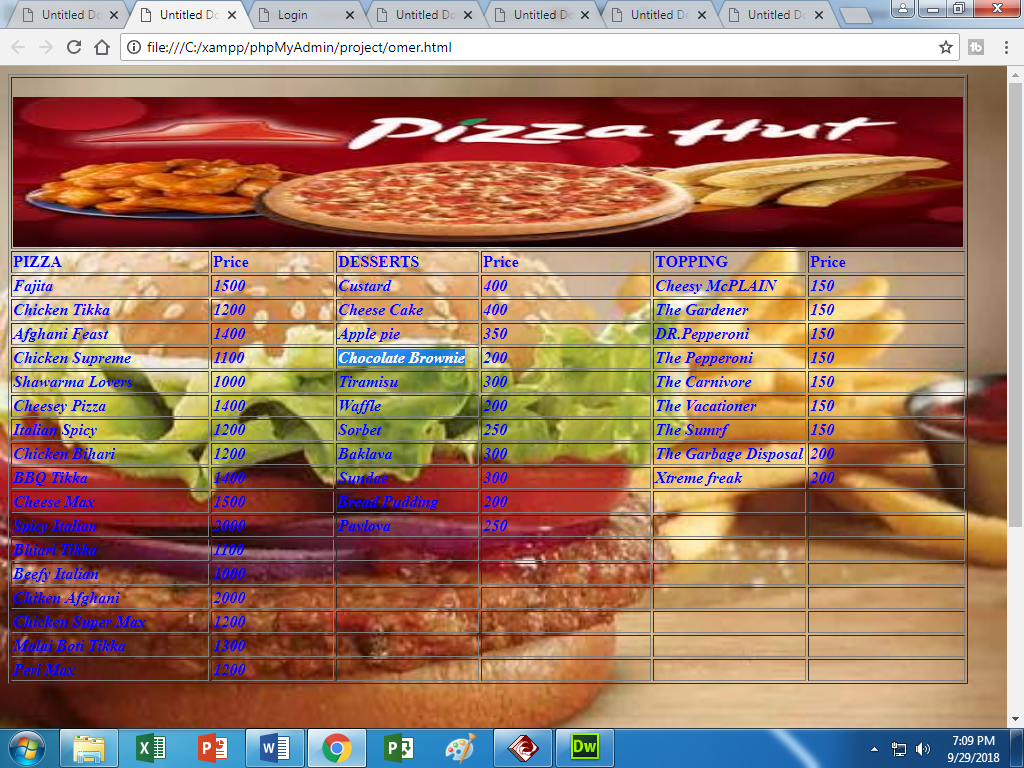 Untitled Do Untitled Do Login Untitled Do Untitled Do Untitled Do Untitled Do
file:///C:/xampp/phpMyAdmin/project/omer.html
Pizza Hut
PIZZA Price DESSERTS Price TOPPING Price
Fajita 1500 Custard 400 Cheesy McPLAIN 150
Chicken Tikka 1200 Cheese Cake 400 The Gardener 150
Afghani Feast 1400 Apple pie 350 DR.Pepperoni 150
Chicken Supreme 1100 Chocolate Brownie 200 The Pepperoni 150
Shawarma Lovers 1000 Tiramisu 300 The Carnivore 150
Cheesey Pizza 1400 Waffle 200 The Vacationer 150
Italian Spicy 1200 Sorbet 250 The Sumrf 150
Chicken Bihari 1200 Baklava 300 The Garbage Disposal 200
BBQ Tikka 1400 Sundae 300 Xtreme freak 200
Cheese Max 1500 Bread Pudding 200
Spicy Italian 2000 Pavlova 250
Bhiari Tikka 1100
Beefy Italian 1000
Chiken Afghani 2000
Chicken Super Max 1200
Malai Boti Tikka 1300
Peri Max 1200
Dw
7:09 PM
9/29/2018